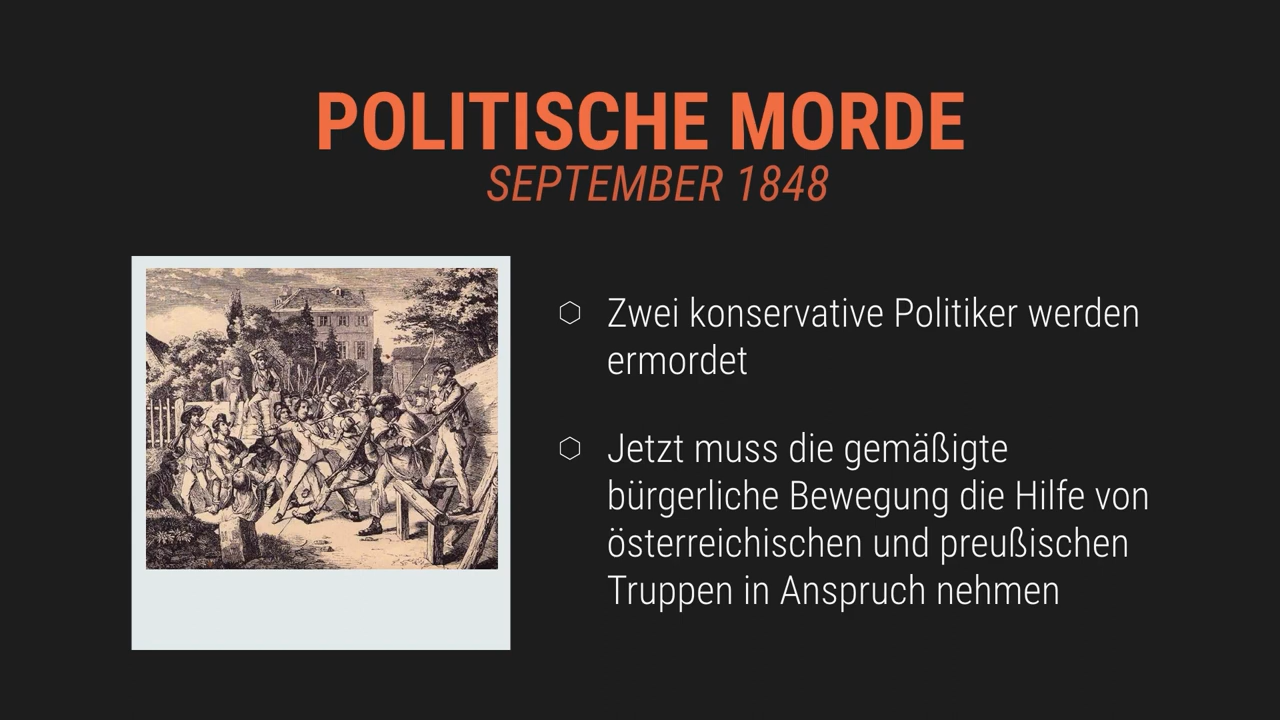 POLITISCHE MORDE
SEPTEMBER 1848
Zwei konservative Politiker werden
ermordet
Jetzt muss die gemäßigte
bürgerliche Bewegung die Hilfe von
österreichischen und preußischen
Truppen in Anspruch nehmen